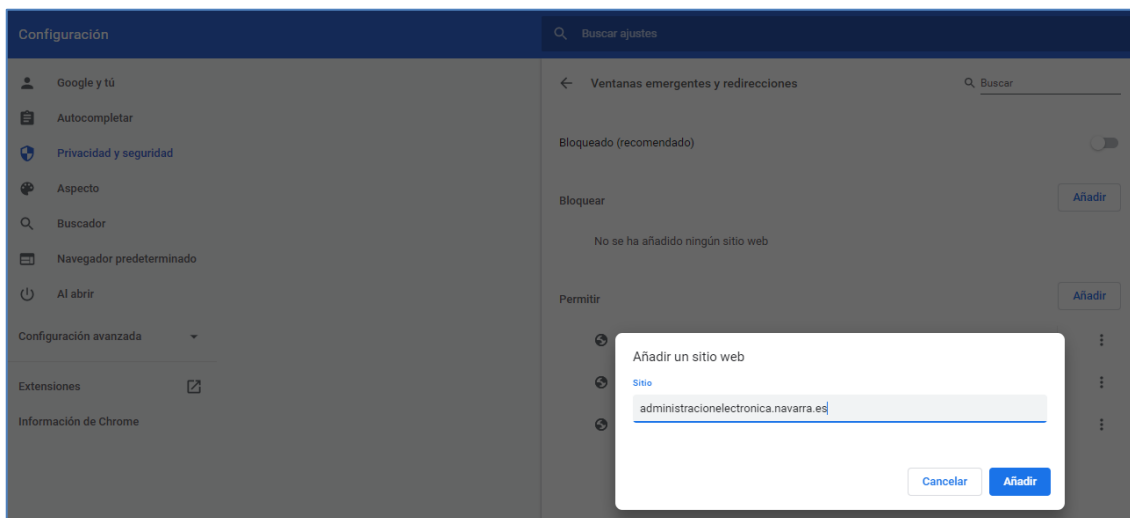 Configuración
Buscar ajustes
Google y tú
Autocompletar
Privacidad y seguridad
Aspecto
Buscador
Navegador predeterminado
Al abrir
Configuración avanzada
Extensiones
Información de Chrome
Ventanas emergentes y redirecciones
Buscar
Bloqueado (recomendado)
Bloquear
Añadir
No se ha añadido ningún sitio web
Permitir
Añadir
Añadir un sitio web
Sitio
administracionelectronica.navarra.es
Cancelar
Añadir